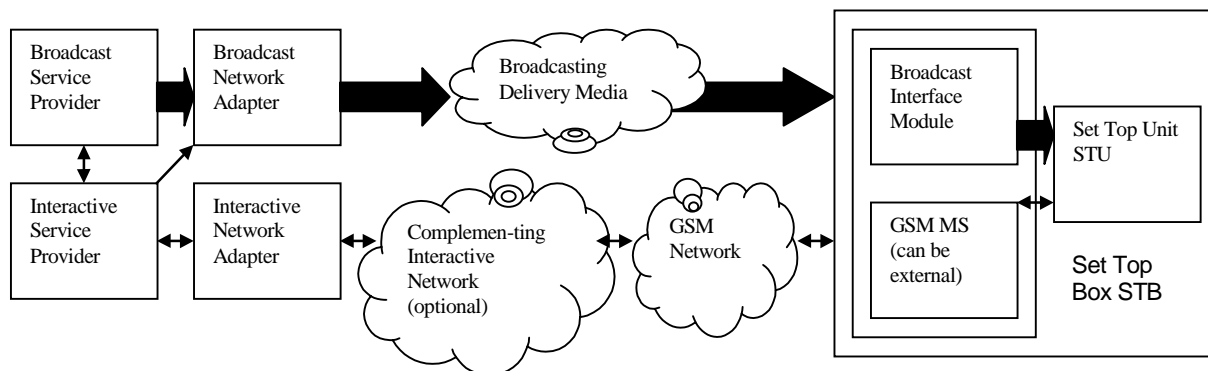 Broadcast
Service
Provider
Broadcast
Network
Adapter
Broadcasting
Delivery Media
Broadcast
Interface
Module
Set Top Unit
STU
Interactive
Service
Provider
Interactive
Network
Adapter
Complemen-ting
Interactive
Network
(optional)
GSM
Network
GSM MS
(can be
external)
Set Top
Box STB